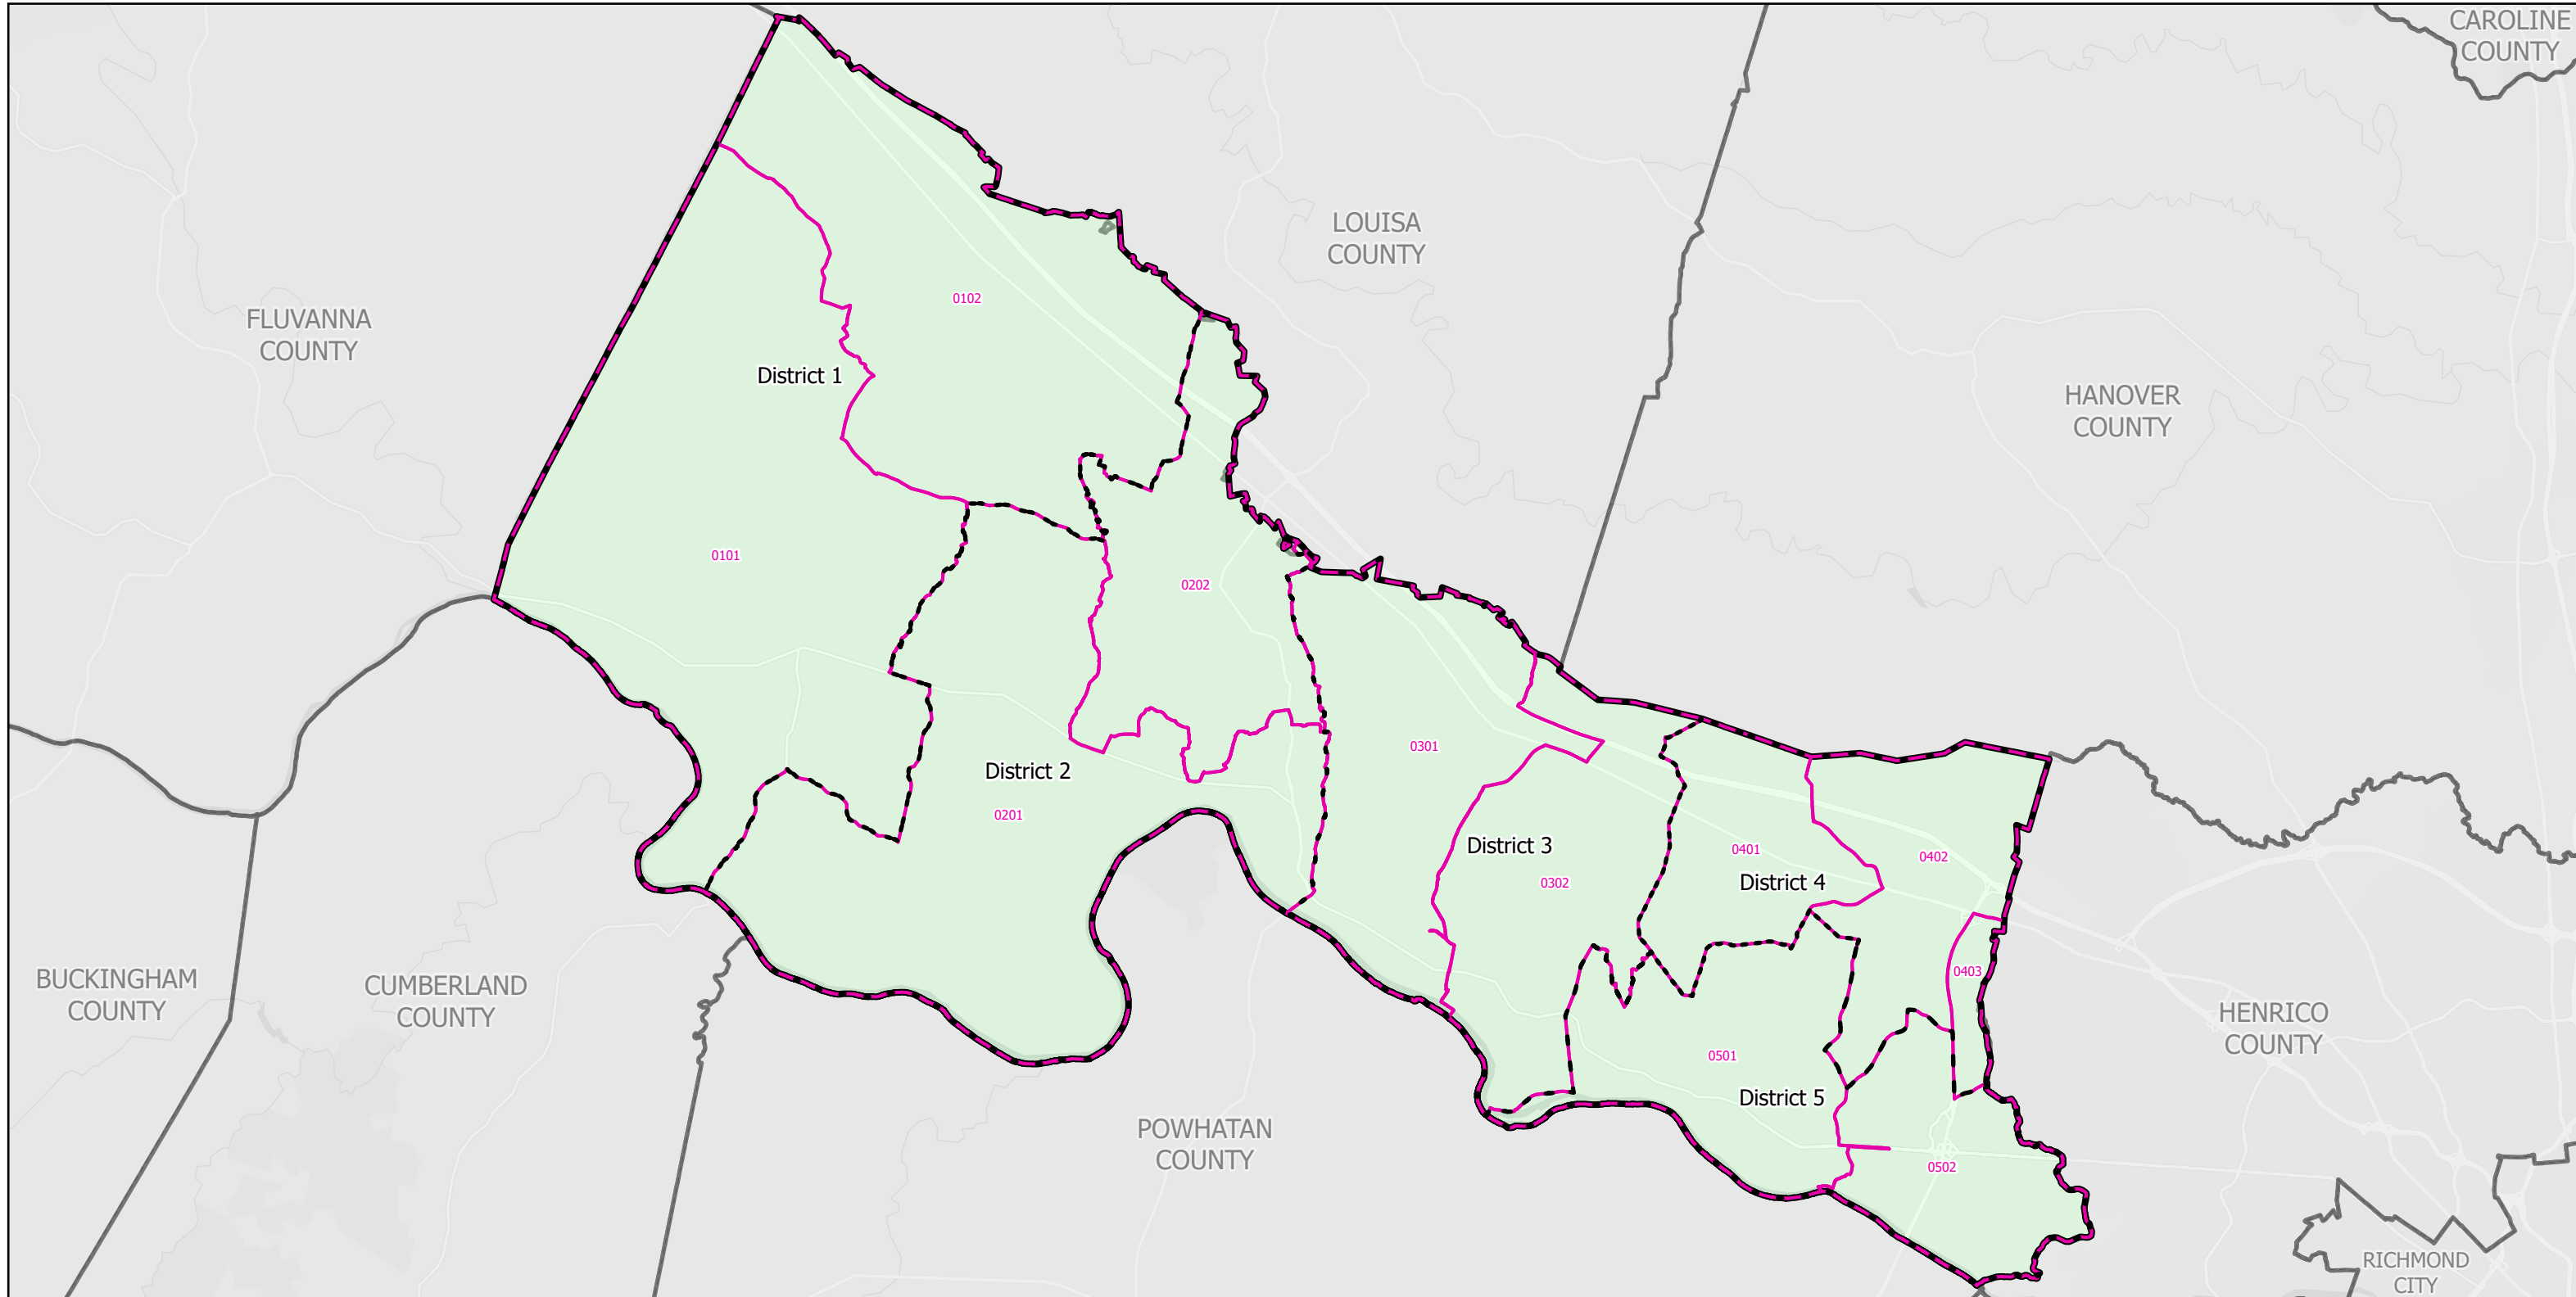 CAROLINE
COUNTY
LOUISA
COUNTY
0102
FLUVANNA
COUNTY
District 1
HANOVER
COUNTY
0101
0202
0301
District 2
0201
District 3
0401
0402
0302
District 4
0403
BUCKINGHAM
COUNTY
CUMBERLAND
COUNTY
HENRICO
COUNTY
0501
District 5
POWHATAN
COUNTY
0502
RICHMOND
CITY